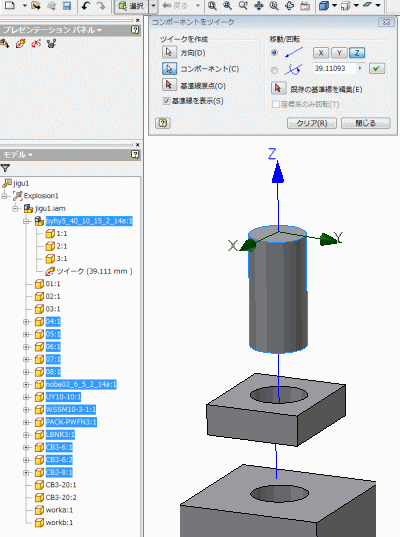 選択
プレゼンテーション パネル
コンポーネントをツイーク
ツイークを作成
方向(D)
コンポーネント(C)
基準線原点(O)
基準線を表示(S)
移動/回転
X Y Z
39.11093
既存の基準線を編集(E)
座標系のみ回転(T)
クリア(R) 閉じる
モデル
jigu1
Explosion1
jigu1.iam
pyhy5_40_10_15_2_14a:1
1:1
2:1
3:1
ツイーク (39.111 mm )
01:1
02:1
03:1
04:1
05:1
06:1
07:1
08:1
noba03_6_5_2_14a:1
UY10-10:1
WSSM10-3-1:1
PACK-PWFN3:1
LBNR3:1
CB3-6:1
CB3-6:2
CB3-8:1
CB3-20:1
CB3-20:2
worka:1
workb:1
Z
X
Y